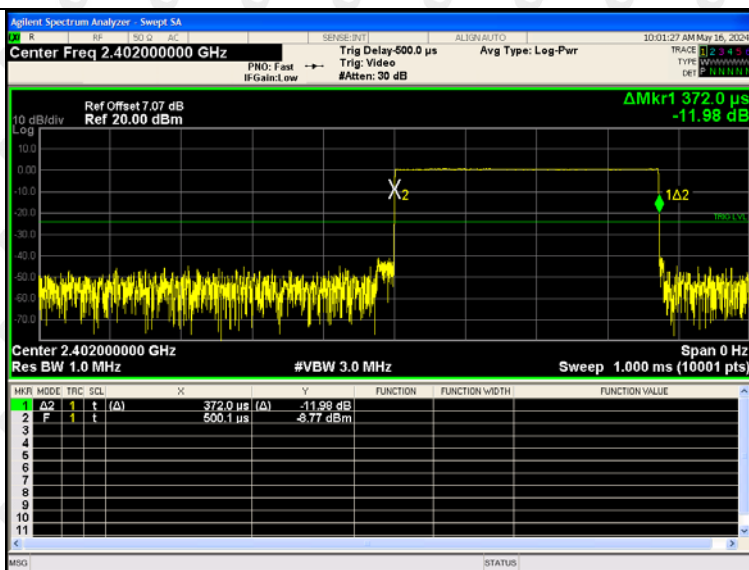 Agilent Spectrum Analyzer - Swept SA
R RF 50 Ω AC SENSE:INT ALIGN AUTO 10:01:27 AM May 16, 2024
Center Freq 2.402000000 GHz Trig Delay-500.0 µs Avg Type: Log-Pwr TRACE 1 2 3 4 5 6
PNO: Fast Trig: Video TYPE W
IFGain:Low #Atten: 30 dB DET P N N N N N
ΔMkr1 372.0 µs
Ref Offset 7.07 dB -11.98 dB
10 dB/div Ref 20.00 dBm
Log
10.0
0.00
-10.0
X2 1Δ2
-20.0
TRIG LVL
-30.0
-40.0
-50.0
-60.0
-70.0
Center 2.402000000 GHz Span 0 Hz
Res BW 1.0 MHz #VBW 3.0 MHz Sweep 1.000 ms (10001 pts)
MKR MODE TRC SCL X Y FUNCTION FUNCTION WIDTH FUNCTION VALUE
1 Δ2 1 t (Δ) 372.0 µs (Δ) -11.98 dB
2 F 1 t 500.1 µs -8.77 dBm
3
4
5
6
7
8
9
10
11
MSG STATUS